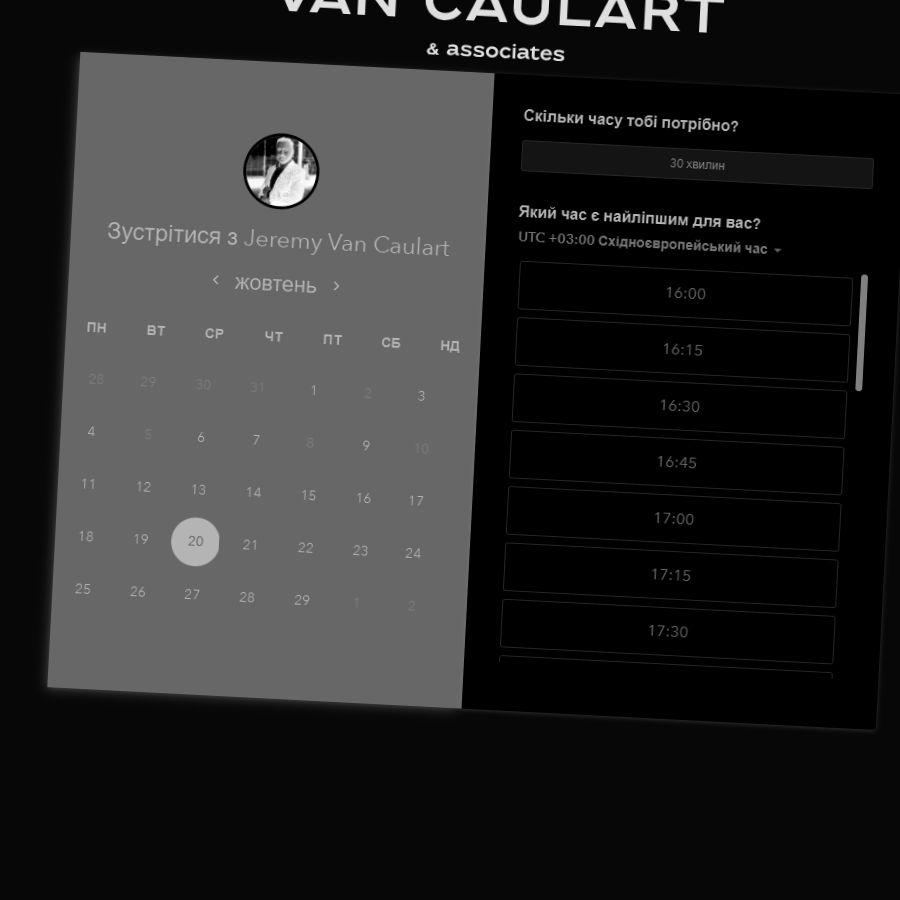 VAN CAULART
& associates
Зустрітися з Jeremy Van Caulart
жовтень
ПН ВТ СР ЧТ ПТ СБ НД
28 29 30 31 1 2 3
4 5 6 7 8 9 10
11 12 13 14 15 16 17
18 19 20 21 22 23 24
25 26 27 28 29 1 2
Скільки часу тобі потрібно?
30 хвилин
Який час є найліпшим для вас?
UTC +03:00 Східноєвропейський час
16:00
16:15
16:30
16:45
17:00
17:15
17:30